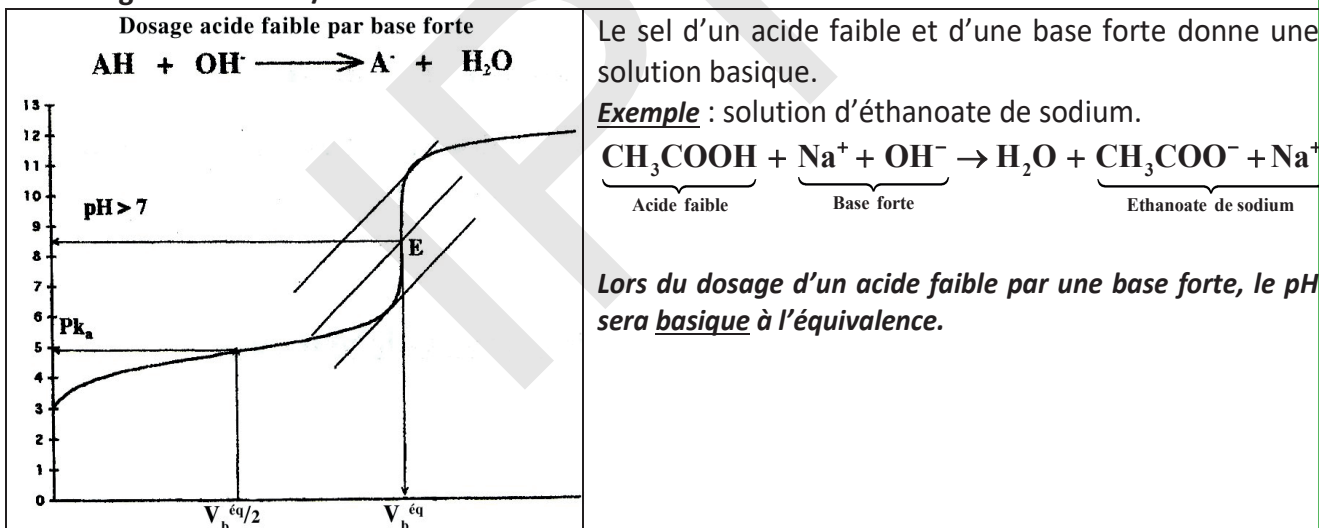 Dosage acide faible par base forte
AH + OH⁻ → A⁻ + H₂O
13
12
11
10
9
8
7
6
5
4
3
2
1
0
pH > 7
E
Pkₐ
V_b^éq/2
V_b^éq
Le sel d’un acide faible et d’une base forte donne une
solution basique.
Exemple : solution d’éthanoate de sodium.
CH₃COOH + Na⁺ + OH⁻ → H₂O + CH₃COO⁻ + Na⁺
Acide faible
Base forte
Ethanoate de sodium
Lors du dosage d’un acide faible par une base forte, le pH
sera basique à l’équivalence.